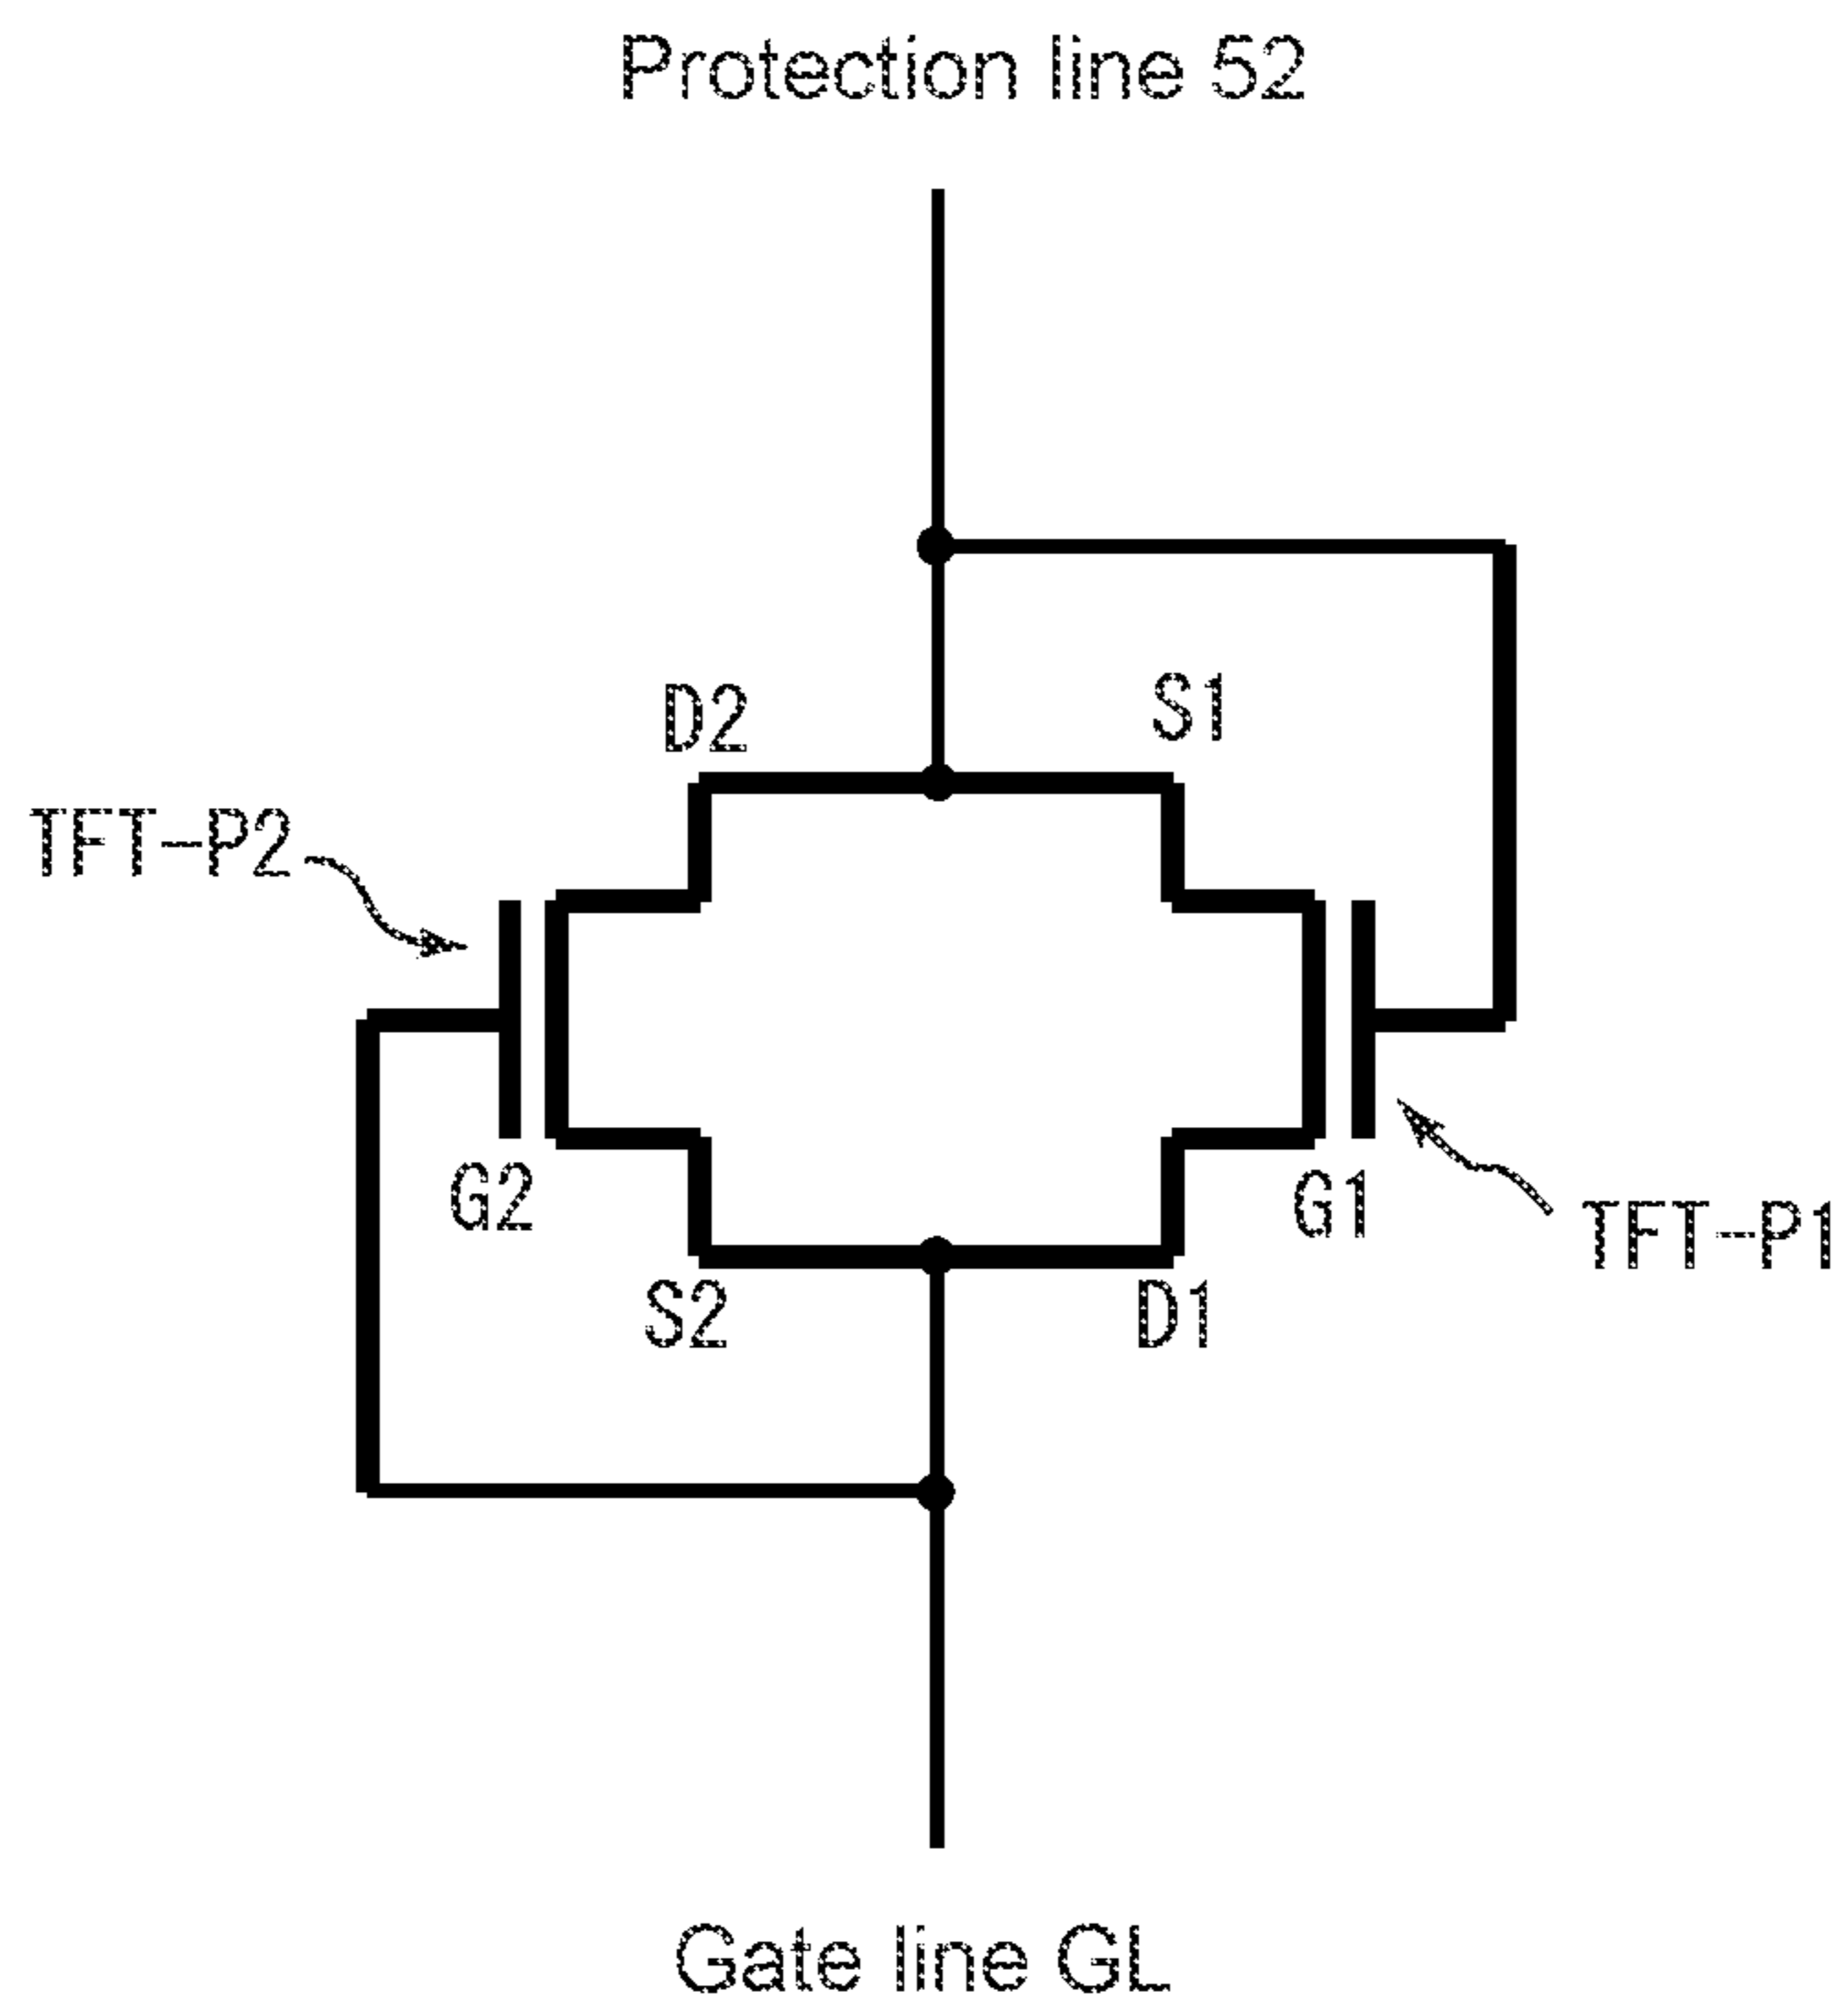 Protection line 52
D2
S1
TFT-P2
G2
G1
TFT-P1
S2
D1
Gate line GL